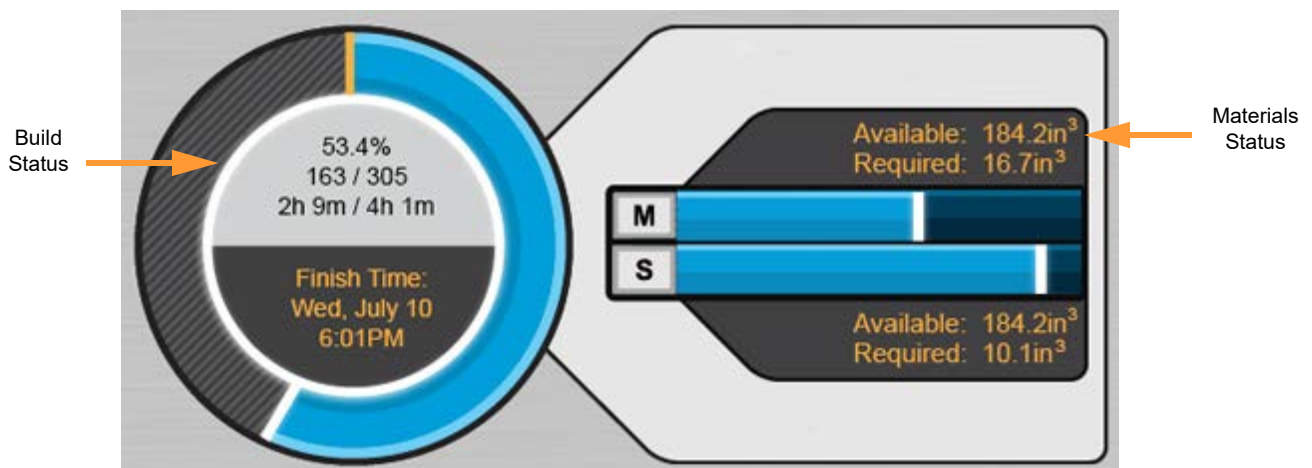 Build
Status
53.4%
163 / 305
2h 9m / 4h 1m
Finish Time:
Wed, July 10
6:01PM
Available: 184.2in³
Required: 16.7in³
M
S
Available: 184.2in³
Required: 10.1in³
Materials
Status